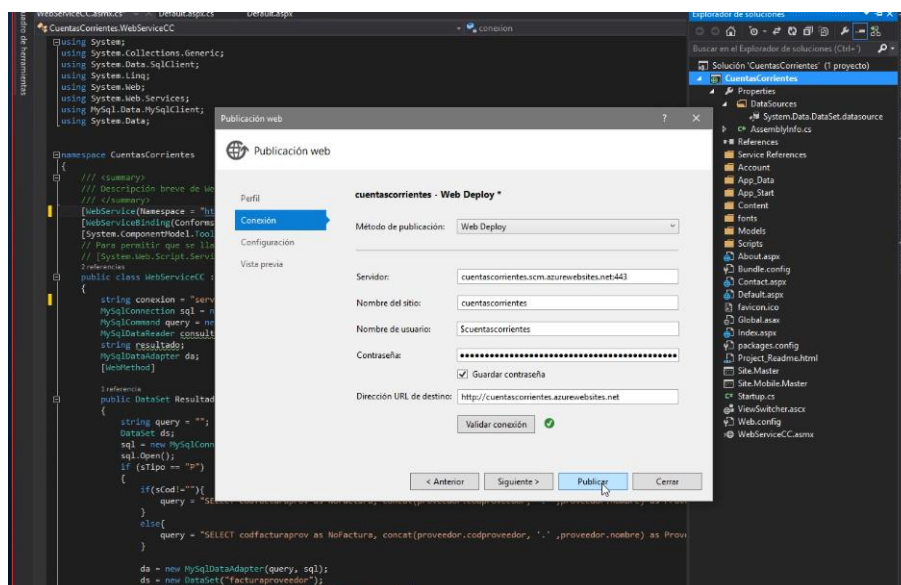 WebServiceCC.asmx.cs
Default.aspx.cs
Default.aspx
uadro de herramientas
CuentasCorrientes.WebServiceCC
conexion
using System;
using System.Collections.Generic;
using System.Data.SqlClient;
using System.Linq;
using System.Web;
using System.Web.Services;
using MySql.Data.MySqlClient;
using System.Data;
namespace CuentasCorrientes
{
/// <summary>
/// Descripción breve de We
/// </summary>
[WebService(Namespace = "ht
[WebServiceBinding(Conforms
[System.ComponentModel.Tool
// Para permitir que se lla
// [System.Web.Script.Servi
2 referencias
public class WebServiceCC :
{
string conexion = "serv
MySqlConnection sql = n
MySqlCommand query = ne
MySqlDataReader consult
string resultado;
MySqlDataAdapter da;
[WebMethod]
1 referencia
public DataSet Resultad
{
string query = "";
DataSet ds;
sql = new MySqlConn
sql.Open();
if (sTipo == "P")
{
if(sCod!=""){
query = "SE
}
else{
query = "SELECT codfacturaprov as NoFactura, concat(proveedor.codproveedor, '.' ,proveedor.nombre) as Prove
}
da = new MySqlDataAdapter(query, sql);
ds = new DataSet("facturaproveedor");
Publicación web
?
Publicación web
Perfil
Conexión
Configuración
Vista previa
cuentascorrientes - Web Deploy *
Método de publicación: Web Deploy
Servidor: cuentascorrientes.scm.azurewebsites.net:443
Nombre del sitio: cuentascorrientes
Nombre de usuario: $cuentascorrientes
Contraseña:
Guardar contraseña
Dirección URL de destino: http://cuentascorrientes.azurewebsites.net
Validar conexión
< Anterior
Siguiente >
Publicar
Cerrar
Explorador de soluciones
Buscar en el Explorador de soluciones (Ctrl+´)
Solución 'CuentasCorrientes' (1 proyecto)
CuentasCorrientes
Properties
DataSources
System.Data.DataSet.datasource
C# AssemblyInfo.cs
References
Service References
Account
App_Data
App_Start
Content
fonts
Models
Scripts
About.aspx
Bundle.config
Contact.aspx
Default.aspx
favicon.ico
Global.asax
Index.aspx
packages.config
Project_Readme.html
Site.Master
Site.Mobile.Master
C# Startup.cs
ViewSwitcher.ascx
Web.config
WebServiceCC.asmx